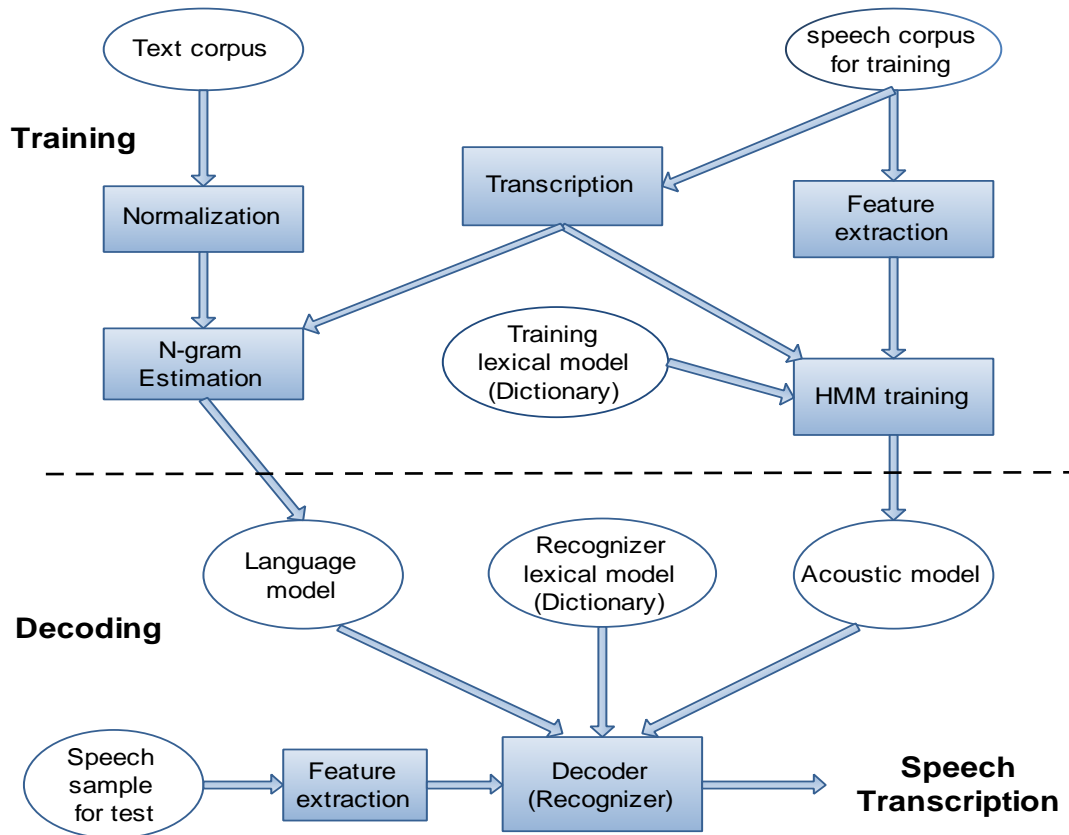 Text corpus
speech corpus
for training
Training
Transcription
Normalization
Feature
extraction
Training
lexical model
(Dictionary)
N-gram
Estimation
HMM training
Language
model
Recognizer
lexical model
(Dictionary)
Acoustic model
Decoding
Speech
sample
for test
Feature
extraction
Decoder
(Recognizer)
Speech
Transcription